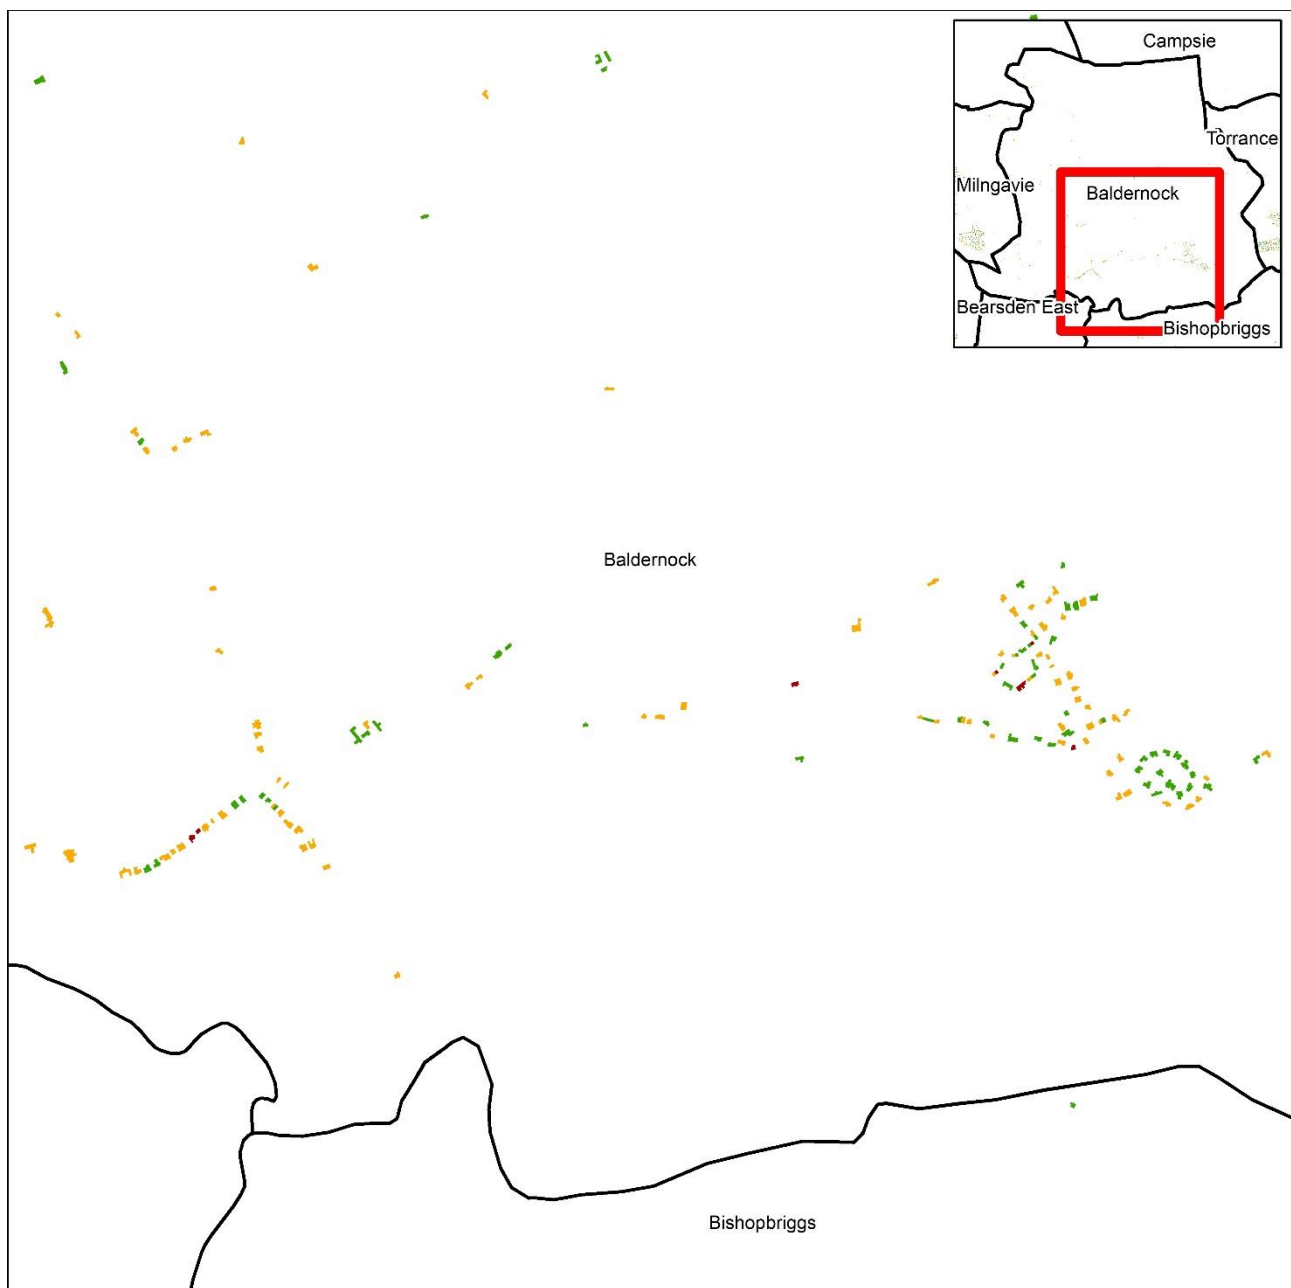 Campsie
Torrance
Milngavie
Baldernock
Bearsden East
Bishopbriggs
Baldernock
Bishopbriggs